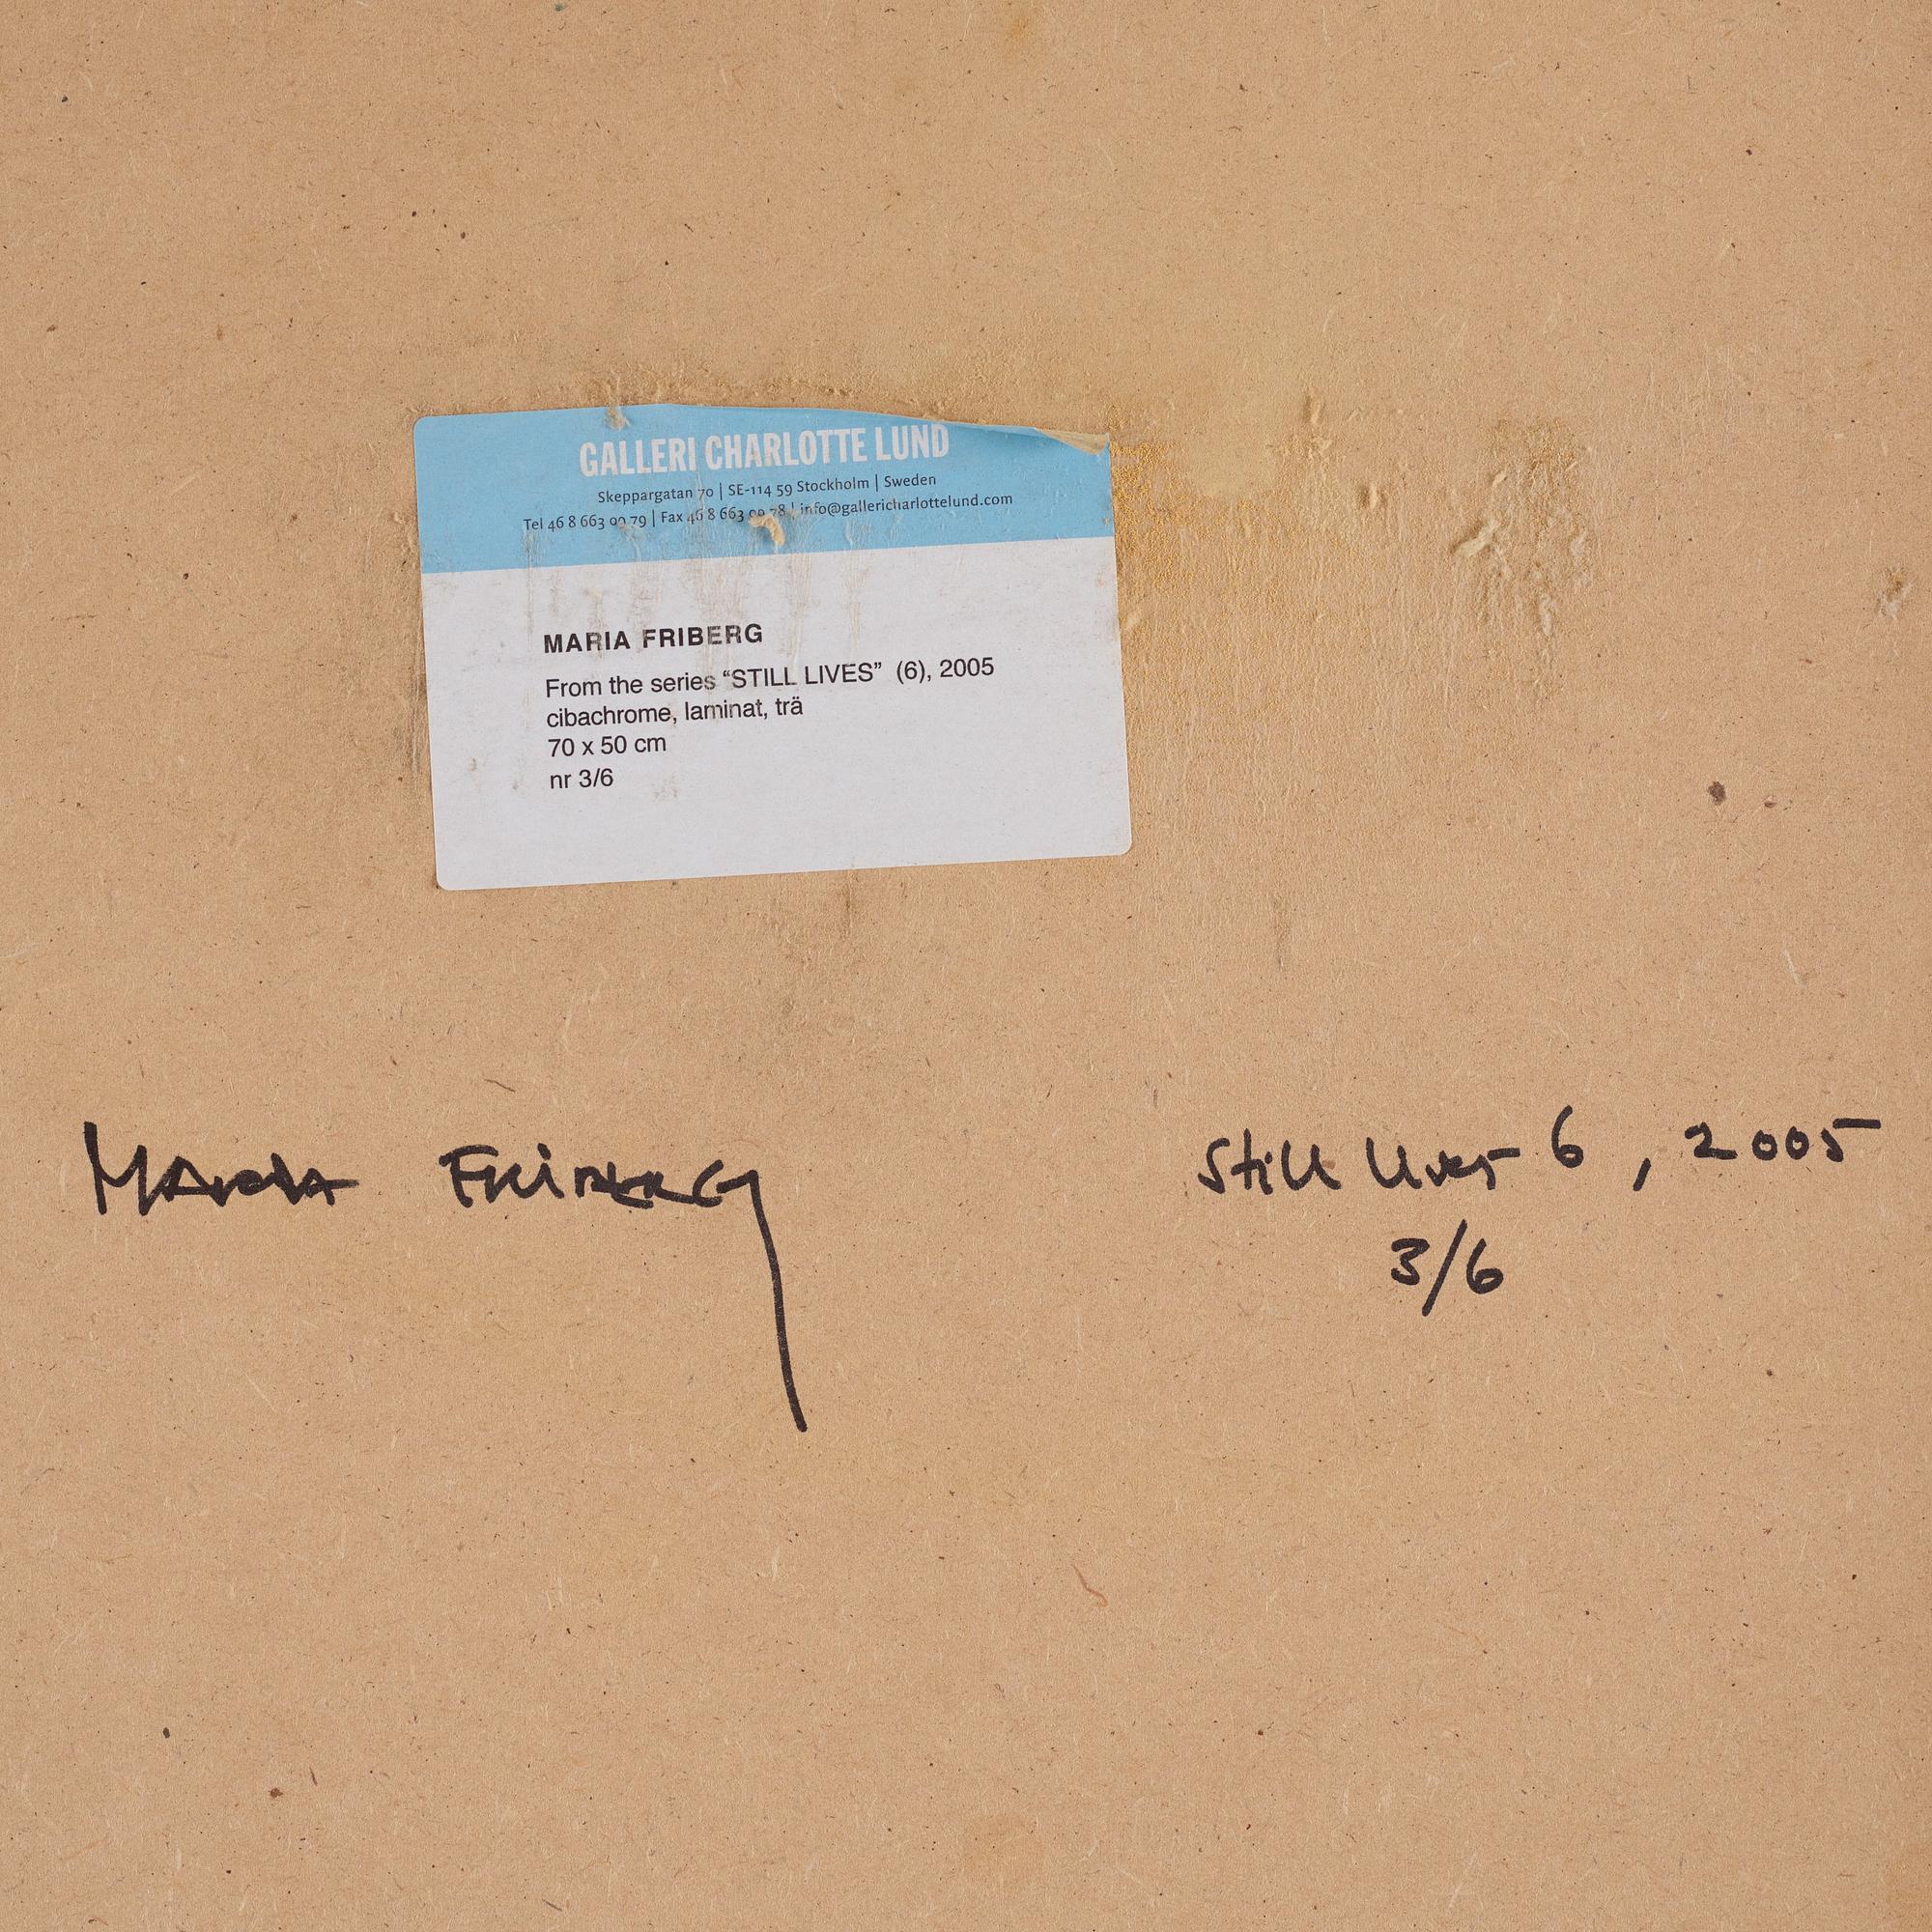 GALLERI CHARLOTTE LUND
Skeppargatan 70 | SE-114 59 Stockholm | Sweden
Tel 46 8 663 09 79 | Fax 46 8 663 09 78 | info@gallericharlottelund.com
MARIA FRIBERG
From the series “STILL LIVES” (6), 2005
cibachrome, laminat, trä
70 x 50 cm
nr 3/6
MARIA FRIBERG
Still lives 6, 2005
3/6